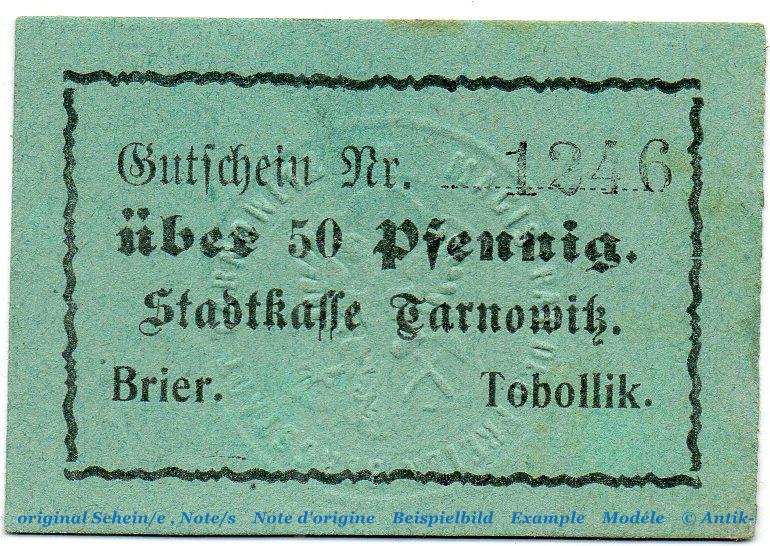 Gutschein Nr. 1246
über 50 Pfennig.
Stadtkasse Tarnowitz.
Brier. Tobollik.
original Schein/e , Note/s Note d'origine Beispielbild Example Modéle © Antik-